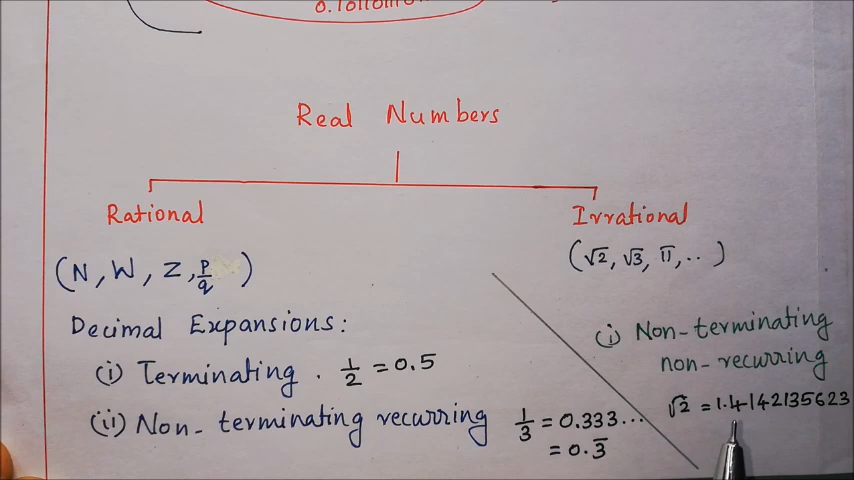 Real Numbers
Rational
Irrational
(N, W, Z, p/q )
(√2, √3, π, .. )
Decimal Expansions:
(i) Terminating . 1/2 = 0.5
(ii) Non-terminating recurring 1/3 = 0.333...
= 0.3̅
(i) Non-terminating
non-recurring
√2 = 1.4142135623